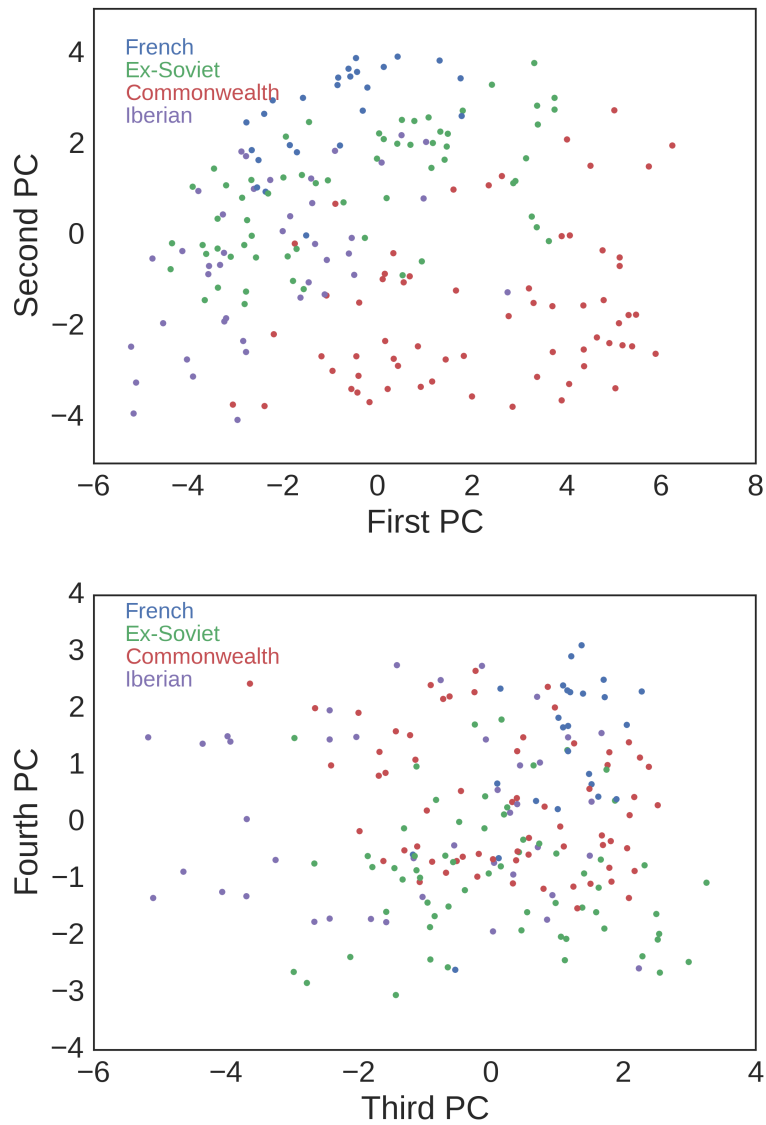 4
French
Ex-Soviet
Commonwealth
Iberian
2
0
−2
−4
Second PC
−6 −4 −2 0 2 4 6 8
First PC
4
French
Ex-Soviet
Commonwealth
Iberian
3
2
1
0
−1
−2
−3
−4
Fourth PC
−6 −4 −2 0 2 4
Third PC